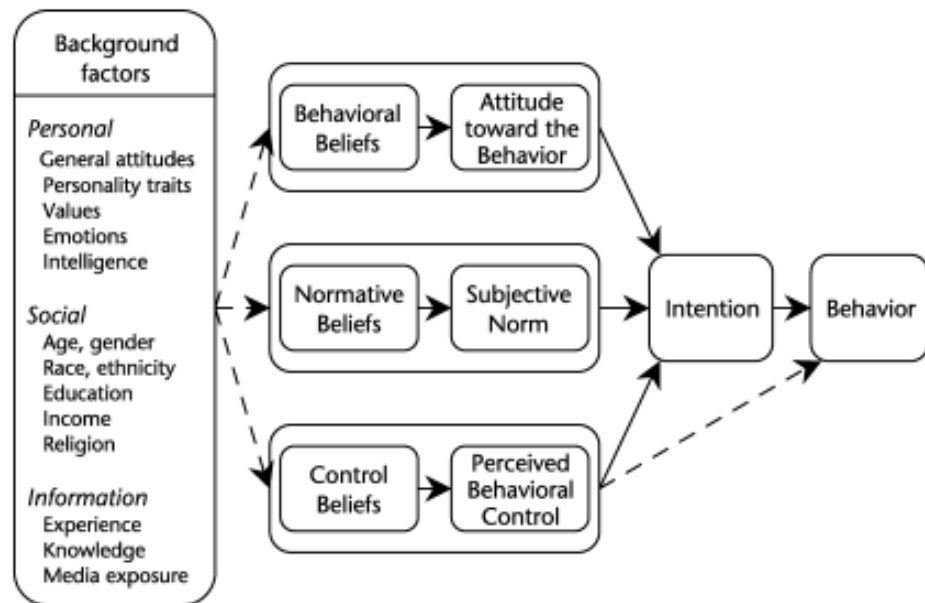 Background
factors
Personal
General attitudes
Personality traits
Values
Emotions
Intelligence
Social
Age, gender
Race, ethnicity
Education
Income
Religion
Information
Experience
Knowledge
Media exposure
Behavioral
Beliefs
Attitude
toward the
Behavior
Normative
Beliefs
Subjective
Norm
Control
Beliefs
Perceived
Behavioral
Control
Intention
Behavior